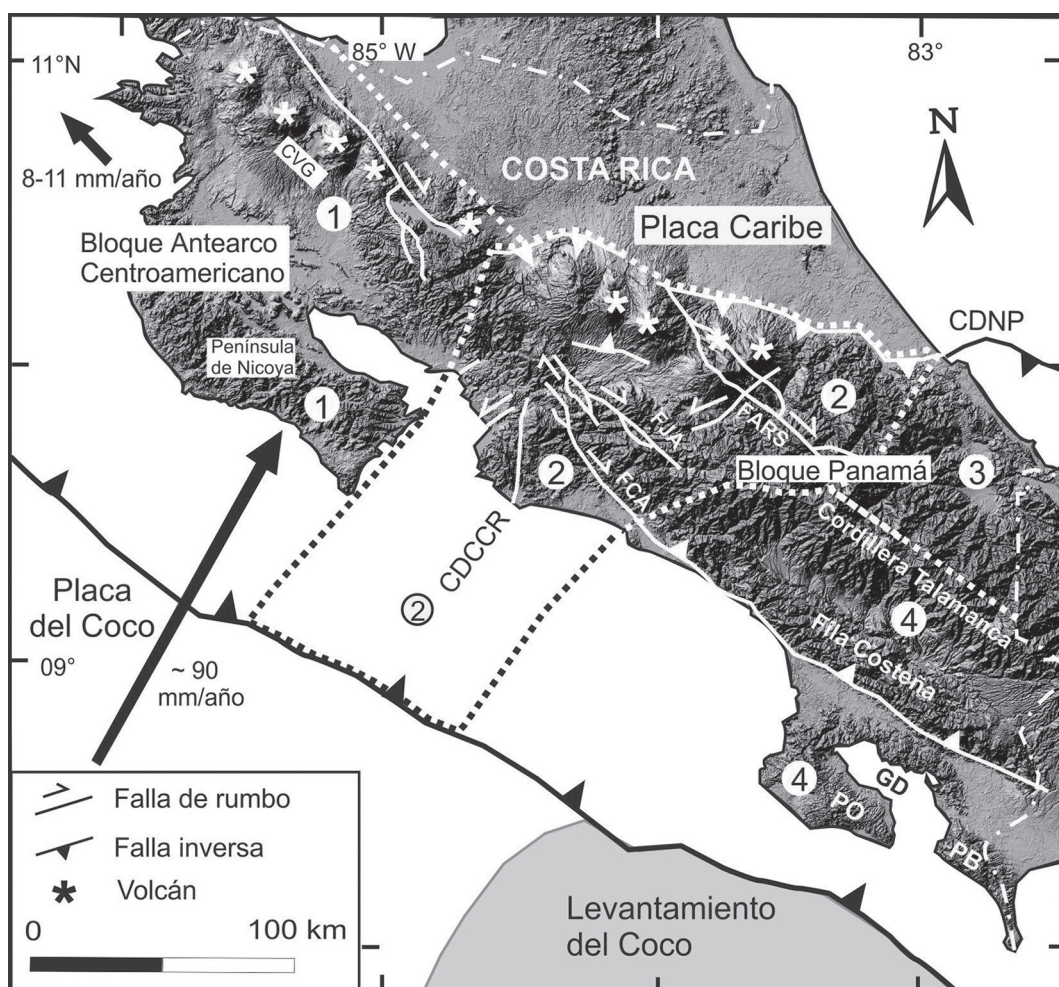 85° W
83°
11°N
N
8-11 mm/año
CVG
COSTA RICA
1
Placa Caribe
Bloque Antearco
Centroamericano
CDNP
Península
de Nicoya
1
2
FJA
FARS
Bloque Panamá
3
2
FCA
CDCCR
Cordillera Talamanca
Placa
del Coco
2
4
Fila Costeña
09°
~ 90
mm/año
4
GD
PO
PB
Falla de rumbo
Falla inversa
Volcán
0
100 km
Levantamiento
del Coco